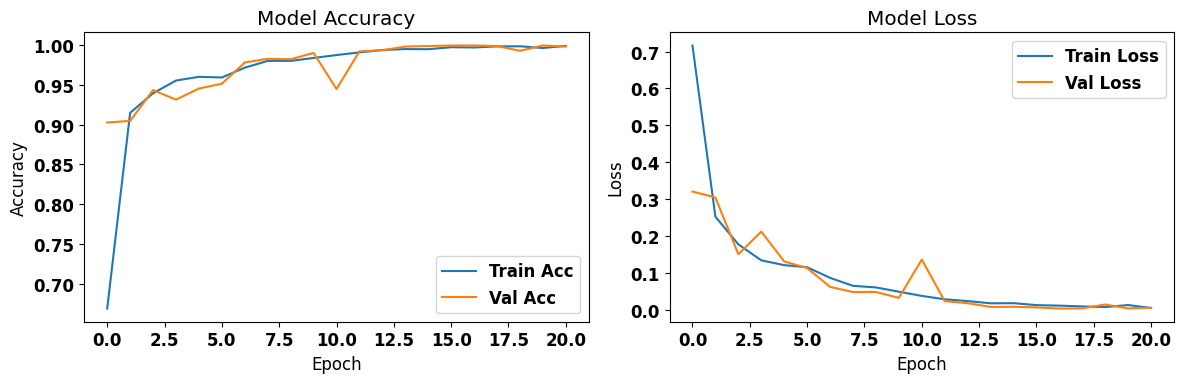 Model Accuracy
1.00
0.95
0.90
0.85
0.80
0.75
0.70
Accuracy
Train Acc
Val Acc
0.0 2.5 5.0 7.5 10.0 12.5 15.0 17.5 20.0
Epoch
Model Loss
0.7
0.6
0.5
0.4
0.3
0.2
0.1
0.0
Loss
Train Loss
Val Loss
0.0 2.5 5.0 7.5 10.0 12.5 15.0 17.5 20.0
Epoch